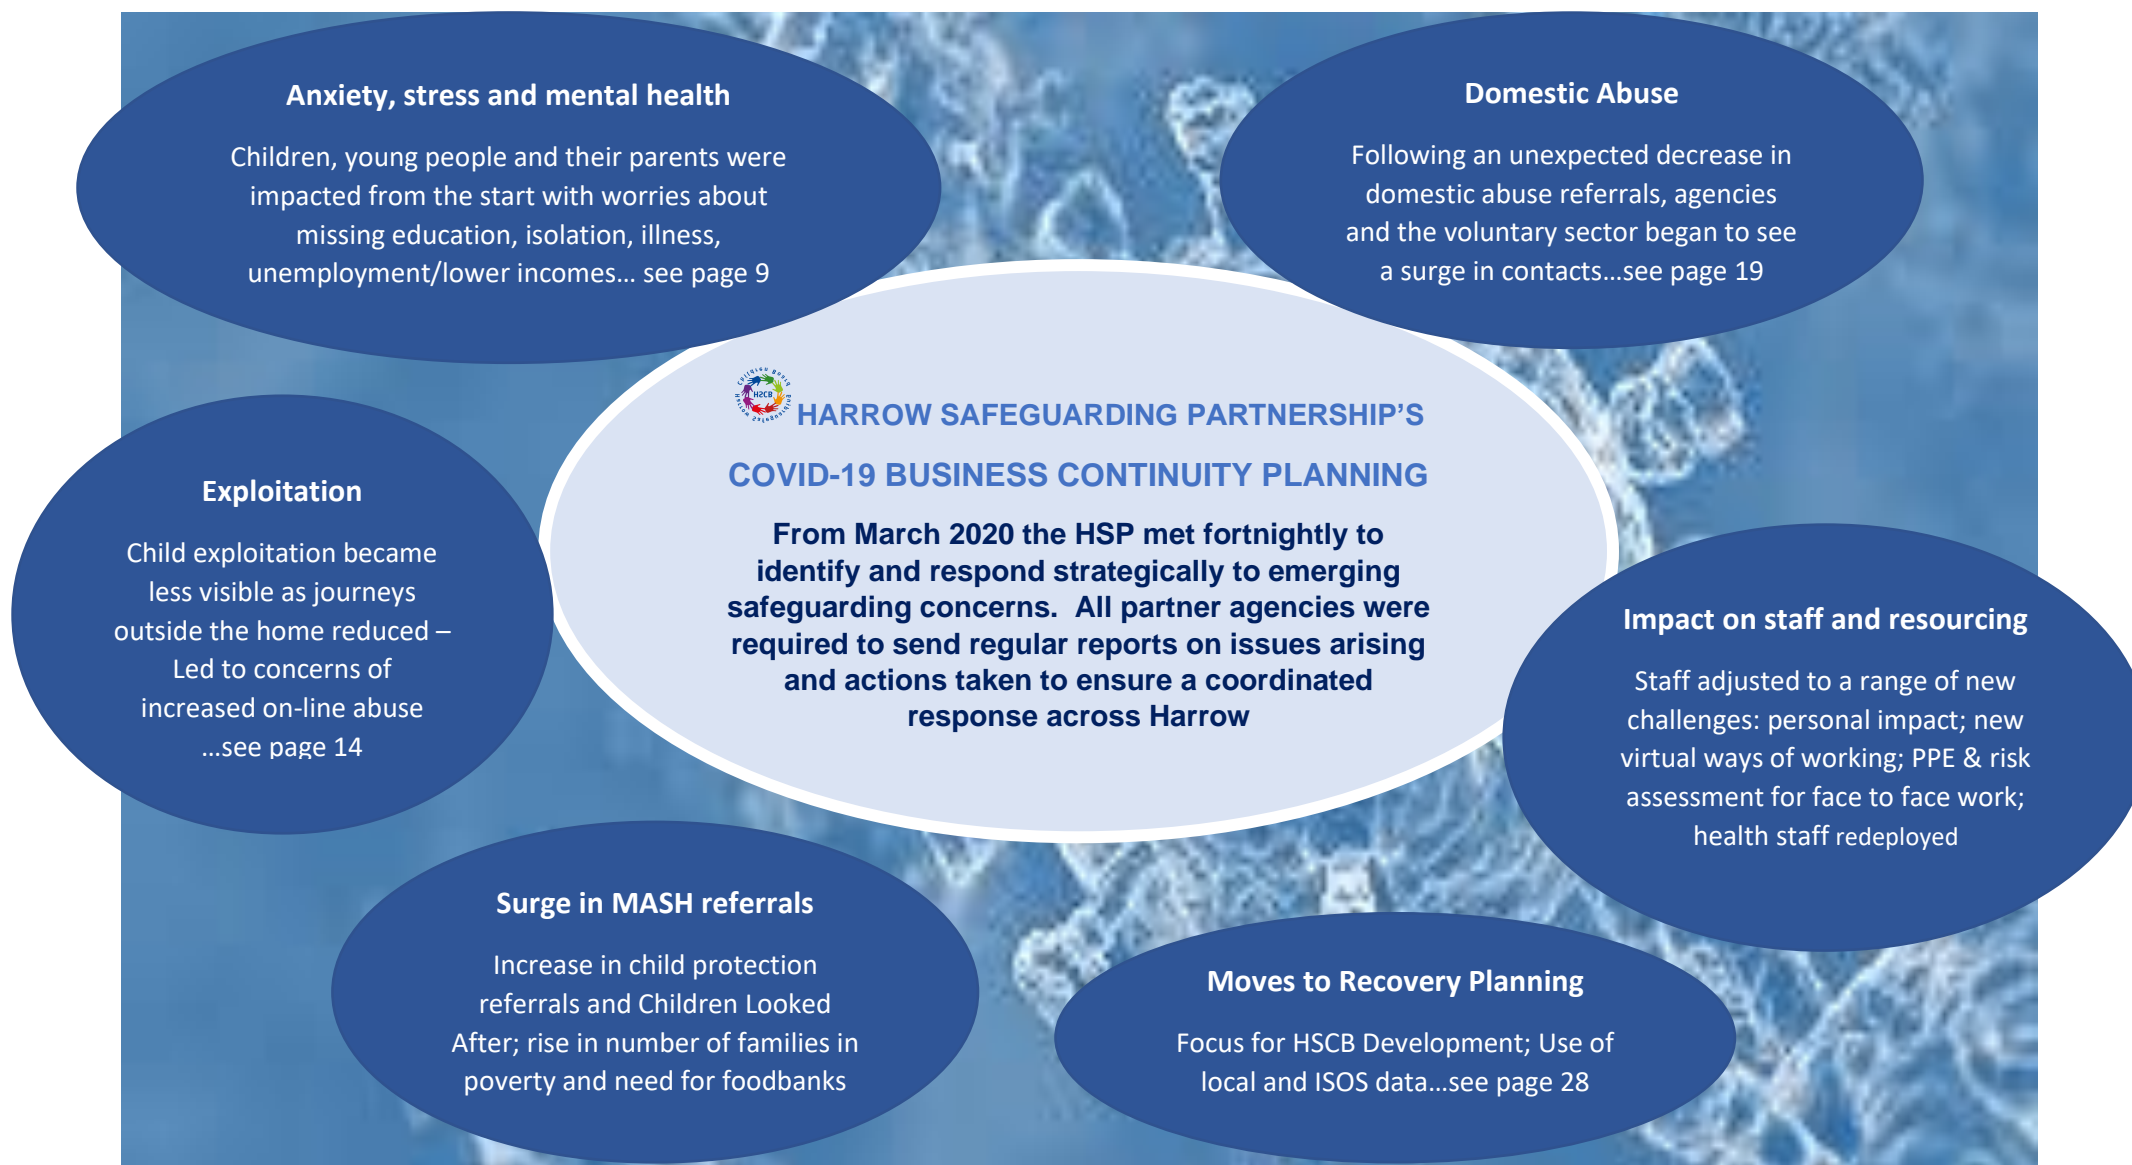 Anxiety, stress and mental health
Children, young people and their parents were
impacted from the start with worries about
missing education, isolation, illness,
unemployment/lower incomes... see page 9
Domestic Abuse
Following an unexpected decrease in
domestic abuse referrals, agencies
and the voluntary sector began to see
a surge in contacts...see page 19
HSCB
HARROW SAFEGUARDING PARTNERSHIP’S
COVID-19 BUSINESS CONTINUITY PLANNING
From March 2020 the HSP met fortnightly to
identify and respond strategically to emerging
safeguarding concerns.  All partner agencies were
required to send regular reports on issues arising
and actions taken to ensure a coordinated
response across Harrow
Exploitation
Child exploitation became
less visible as journeys
outside the home reduced –
Led to concerns of
increased on-line abuse
...see page 14
Impact on staff and resourcing
Staff adjusted to a range of new
challenges: personal impact; new
virtual ways of working; PPE & risk
assessment for face to face work;
health staff redeployed
Surge in MASH referrals
Increase in child protection
referrals and Children Looked
After; rise in number of families in
poverty and need for foodbanks
Moves to Recovery Planning
Focus for HSCB Development; Use of
local and ISOS data...see page 28